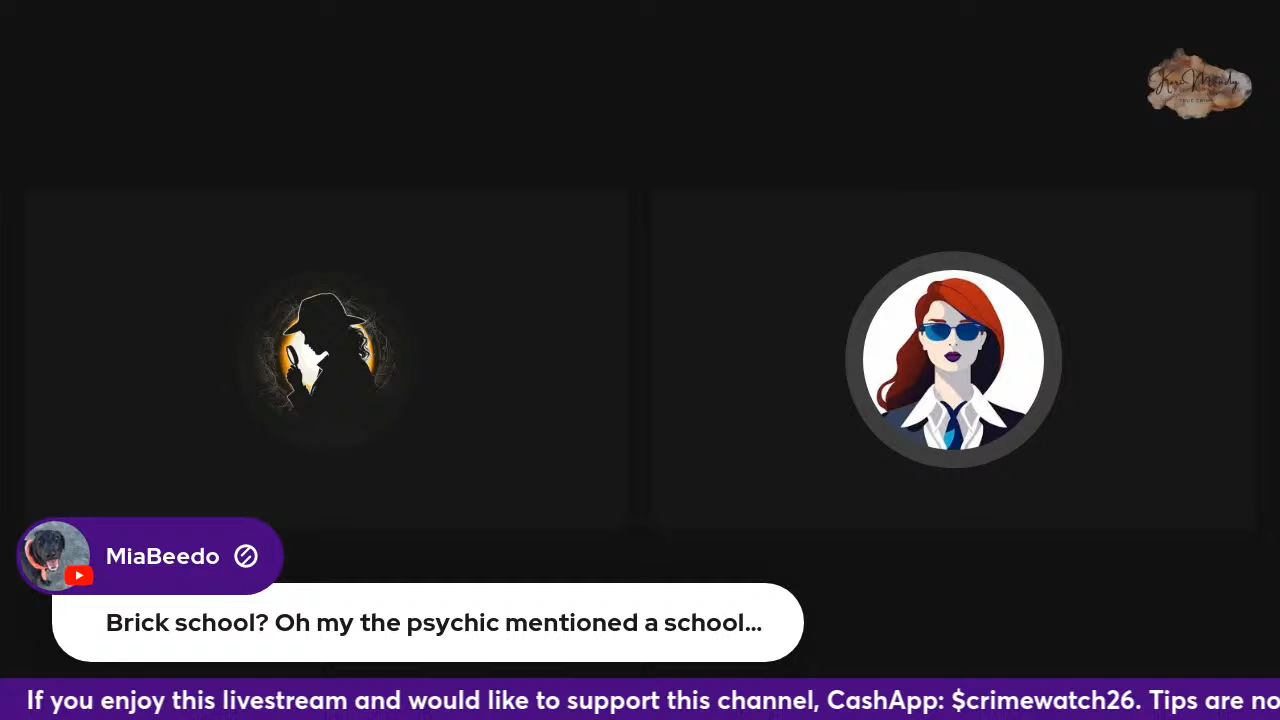 MiaBeedo
Brick school? Oh my the psychic mentioned a school...
If you enjoy this livestream and would like to support this channel, CashApp: $crimewatch26. Tips are no